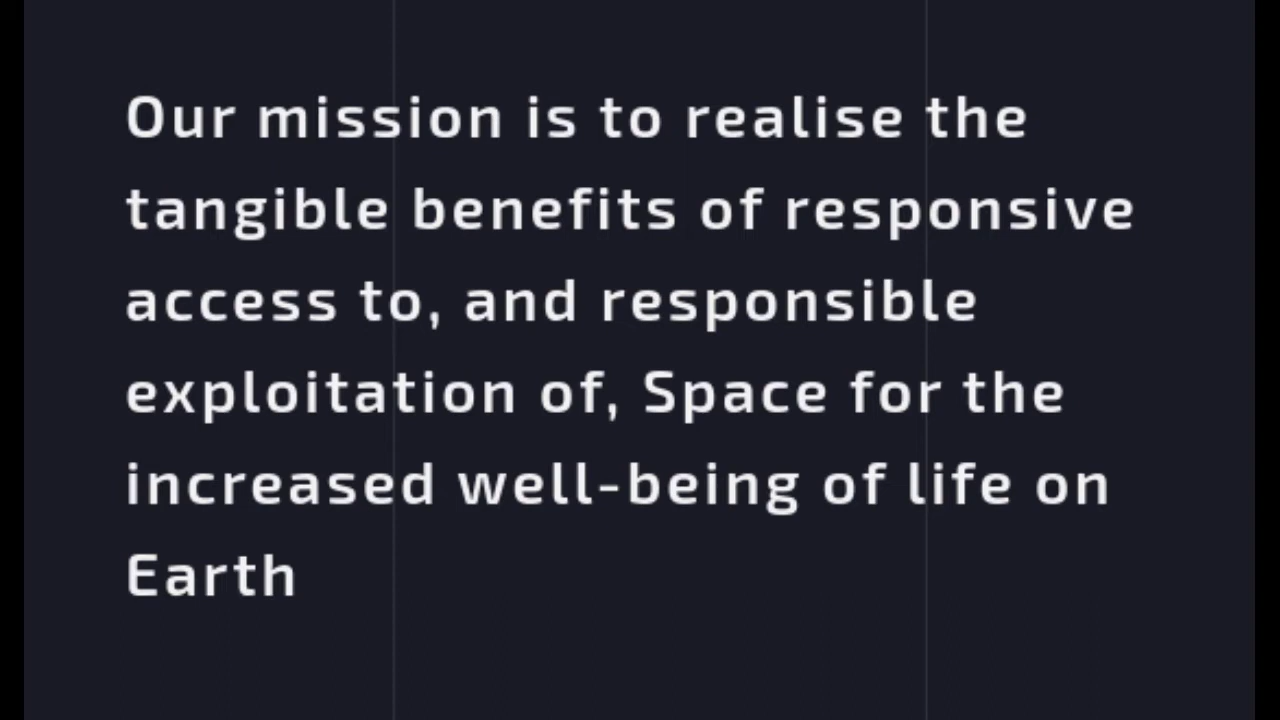 Our mission is to realise the
tangible benefits of responsive
access to, and responsible
exploitation of, Space for the
increased well-being of life on
Earth